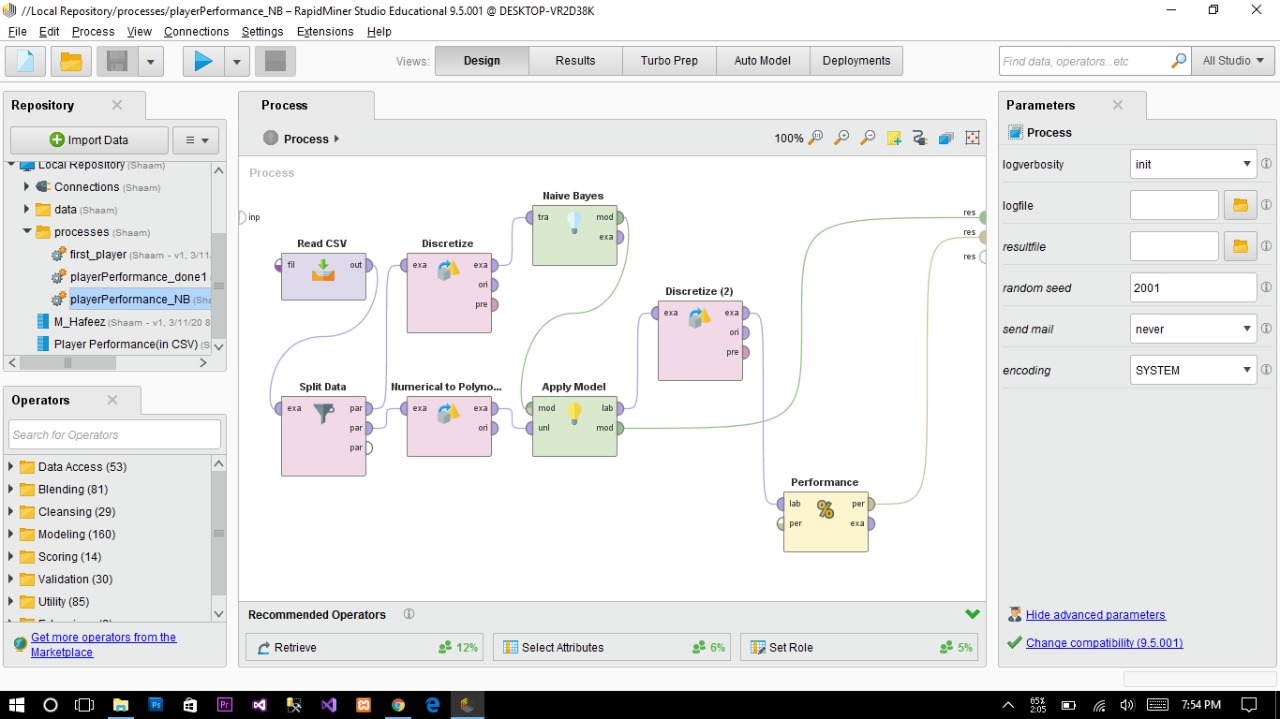 //Local Repository/processes/playerPerformance_NB – RapidMiner Studio Educational 9.5.001 @ DESKTOP-VR2D38K
File Edit Process View Connections Settings Extensions Help
Views: Design Results Turbo Prep Auto Model Deployments Find data, operators...etc All Studio
Repository
Import Data
Local Repository (Shaam)
Connections (Shaam)
data (Shaam)
processes (Shaam)
first_player (Shaam – v1, 3/11
playerPerformance_done1
playerPerformance_NB (Sha
M_Hafeez (Shaam – v1, 3/11/20 8
Player Performance(in CSV) (S
Operators
Search for Operators
Data Access (53)
Blending (81)
Cleansing (29)
Modeling (160)
Scoring (14)
Validation (30)
Utility (85)
Get more operators from the
Marketplace
Process
Process
100%
Process
inp
Read CSV
fil out
Discretize
exa exa
ori
pre
Naive Bayes
tra mod
exa
Discretize (2)
exa exa
ori
pre
Split Data
exa par
par
par
Numerical to Polyno...
exa exa
ori
Apply Model
mod lab
unl mod
Performance
lab per
per exa
res
res
res
Recommended Operators
Retrieve 12%
Select Attributes 6%
Set Role 5%
Parameters
Process
logverbosity init
logfile
resultfile
random seed 2001
send mail never
encoding SYSTEM
Hide advanced parameters
Change compatibility (9.5.001)
65%
2:05
7:54 PM